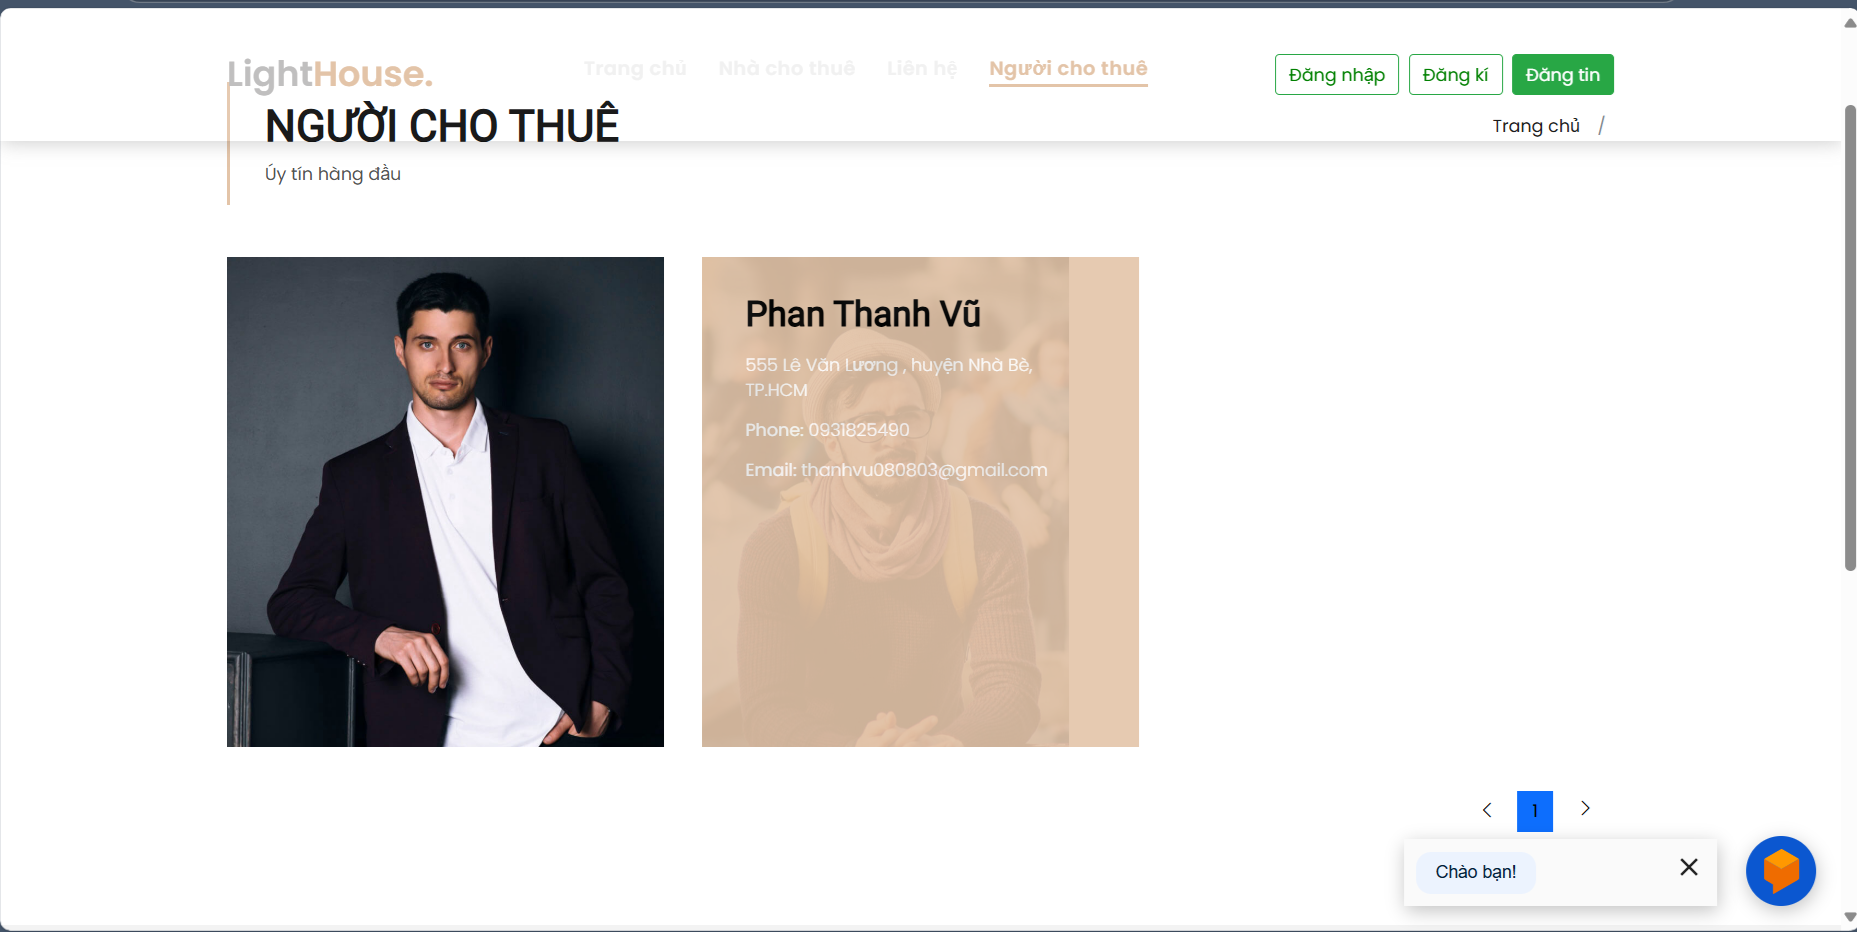 LightHouse.
Trang chủ Nhà cho thuê Liên hệ Người cho thuê
Đăng nhập Đăng kí Đăng tin
NGƯỜI CHO THUÊ
Trang chủ /
Úy tín hàng đầu
Phan Thanh Vũ
555 Lê Văn Lương , huyện Nhà Bè,
TP.HCM
Phone: 0931825490
Email: thanhvu080803@gmail.com
1
Chào bạn!